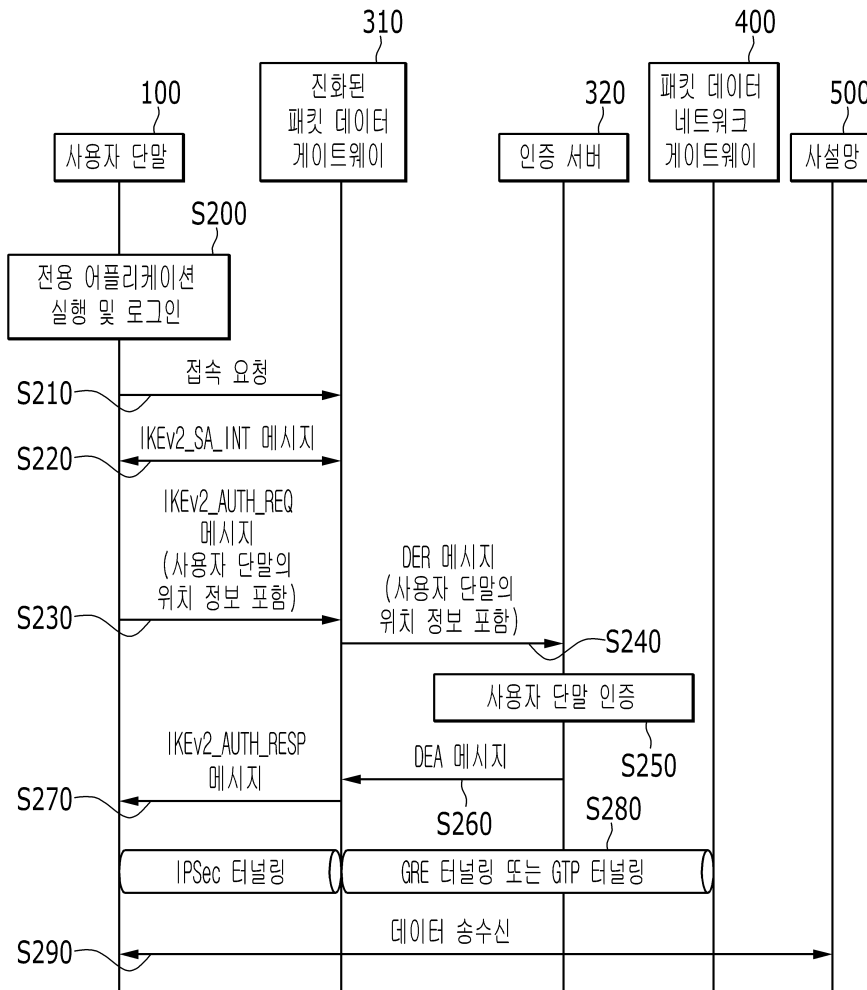 310
400
100
320
500
진화된
패킷 데이터
게이트웨이
패킷 데이터
네트워크
게이트웨이
사용자 단말
인증 서버
사설망
S200
전용 어플리케이션
실행 및 로그인
접속 요청
S210
IKEv2_SA_INT 메시지
S220
IKEv2_AUTH_REQ
메시지
(사용자 단말의
위치 정보 포함)
S230
DER 메시지
(사용자 단말의
위치 정보 포함)
S240
사용자 단말 인증
S250
IKEv2_AUTH_RESP
메시지
S270
DEA 메시지
S260
S280
IPSec 터널링
GRE 터널링 또는 GTP 터널링
데이터 송수신
S290